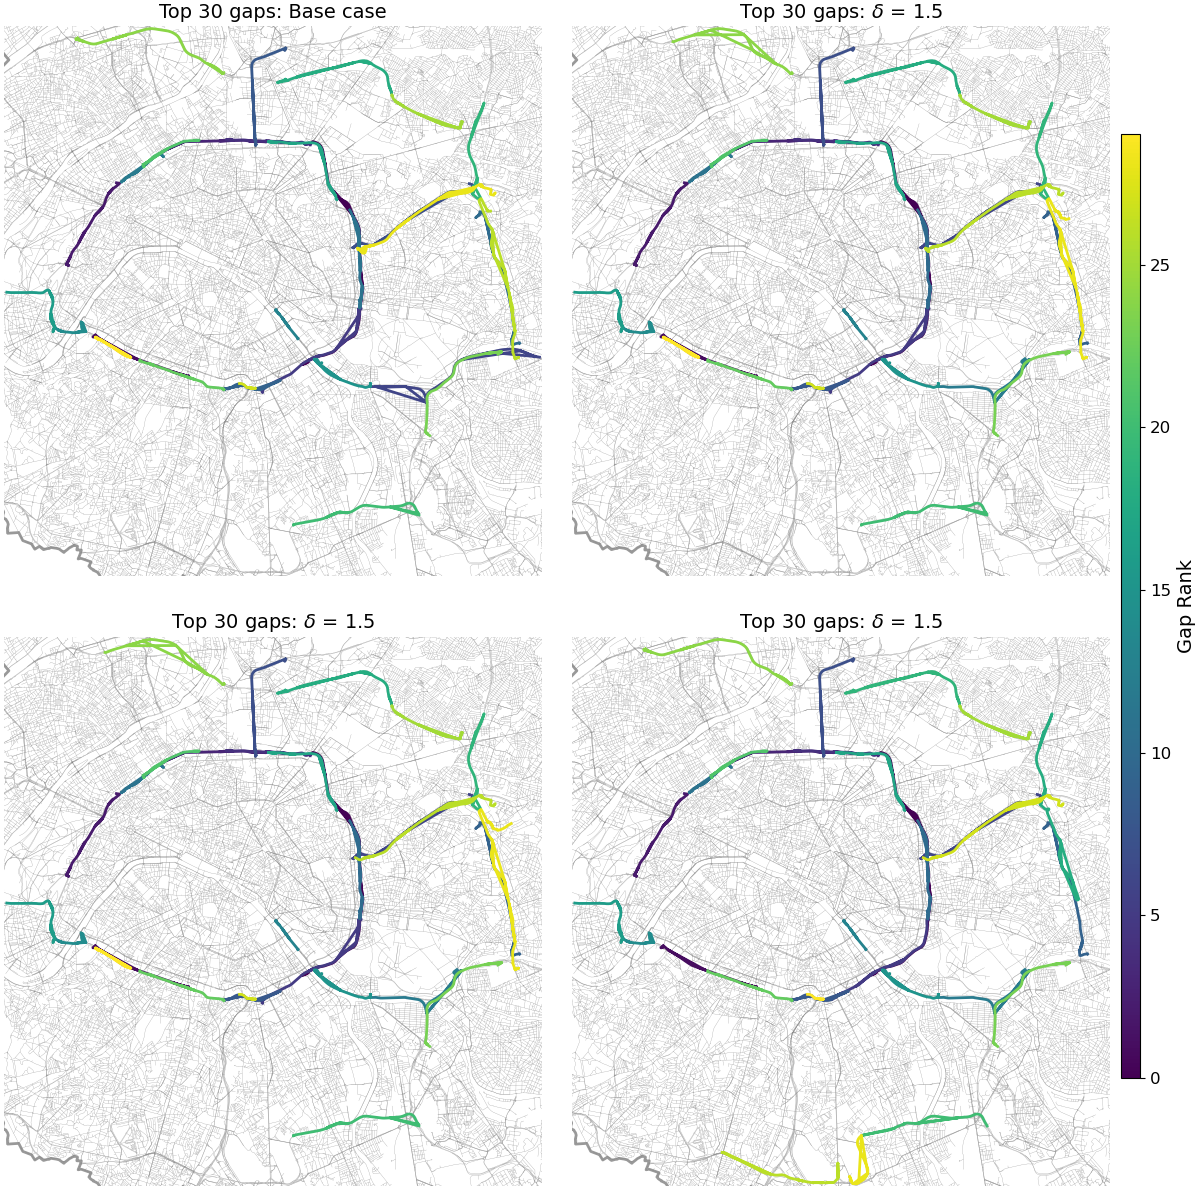 Top 30 gaps: Base case
Top 30 gaps: δ = 1.5
25
20
15
10
5
0
Gap Rank
Top 30 gaps: δ = 1.5
Top 30 gaps: δ = 1.5